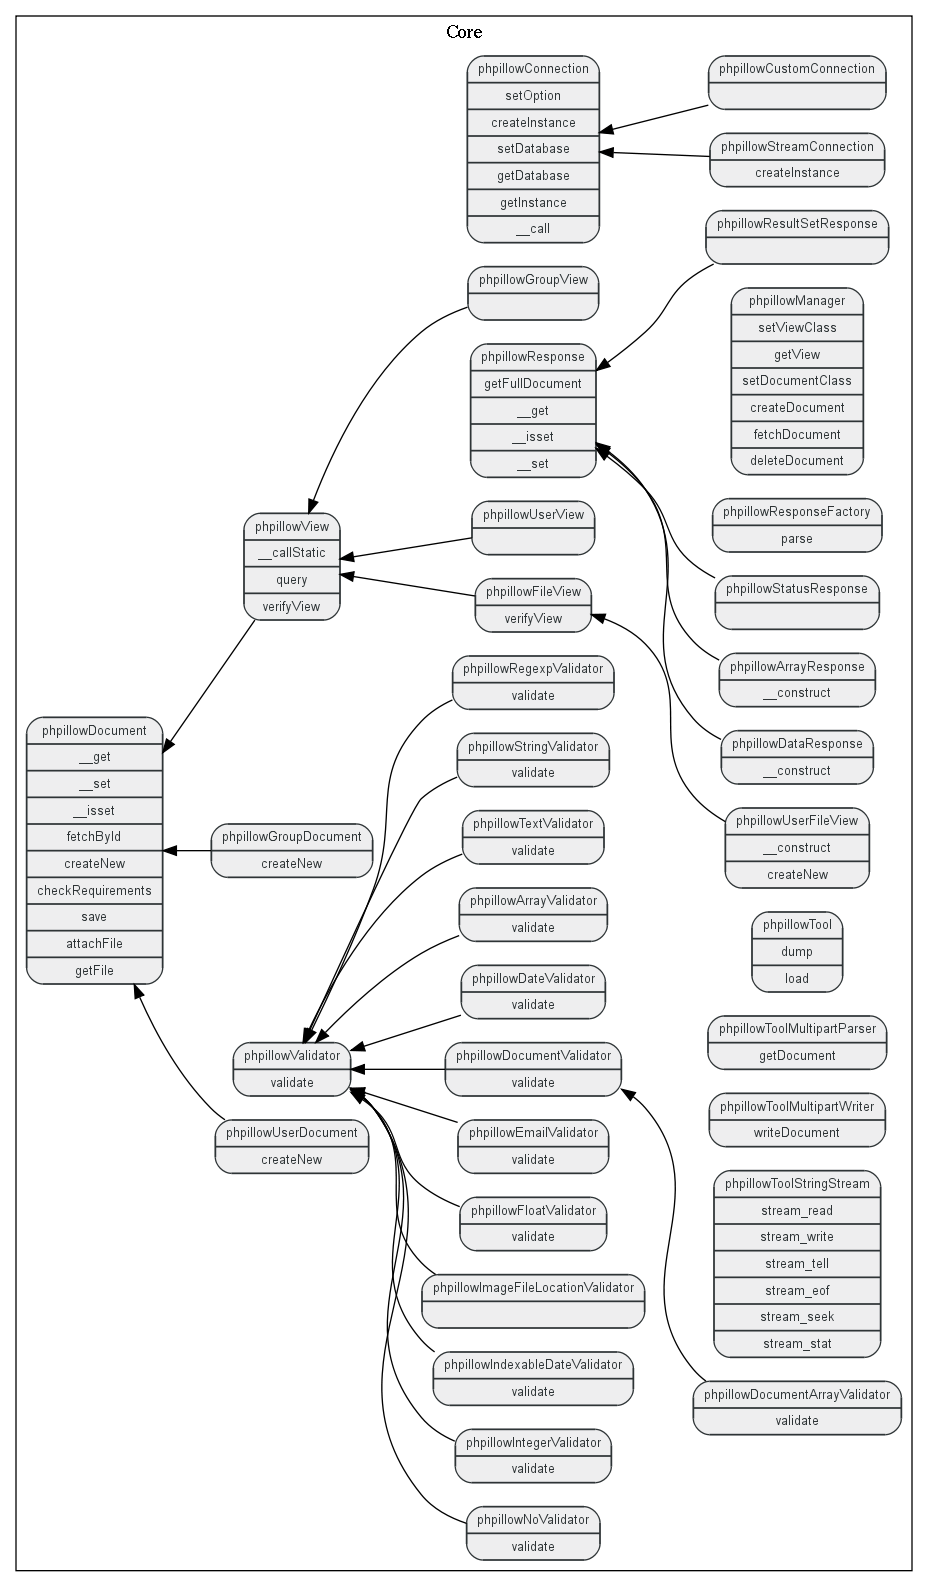 Core
phpillowConnection
setOption
createInstance
setDatabase
getDatabase
getInstance
__call
phpillowCustomConnection
phpillowStreamConnection
createInstance
phpillowResultSetResponse
phpillowGroupView
phpillowManager
setViewClass
getView
setDocumentClass
createDocument
fetchDocument
deleteDocument
phpillowResponse
getFullDocument
__get
__isset
__set
phpillowView
__callStatic
query
verifyView
phpillowUserView
phpillowResponseFactory
parse
phpillowFileView
verifyView
phpillowStatusResponse
phpillowRegexpValidator
validate
phpillowArrayResponse
__construct
phpillowDocument
__get
__set
__isset
fetchById
createNew
checkRequirements
save
attachFile
getFile
phpillowStringValidator
validate
phpillowDataResponse
__construct
phpillowGroupDocument
createNew
phpillowTextValidator
validate
phpillowUserFileView
__construct
createNew
phpillowArrayValidator
validate
phpillowTool
dump
load
phpillowDateValidator
validate
phpillowToolMultipartParser
getDocument
phpillowValidator
validate
phpillowDocumentValidator
validate
phpillowToolMultipartWriter
writeDocument
phpillowUserDocument
createNew
phpillowEmailValidator
validate
phpillowToolStringStream
stream_read
stream_write
stream_tell
stream_eof
stream_seek
stream_stat
phpillowFloatValidator
validate
phpillowImageFileLocationValidator
phpillowIndexableDateValidator
validate
phpillowDocumentArrayValidator
validate
phpillowIntegerValidator
validate
phpillowNoValidator
validate